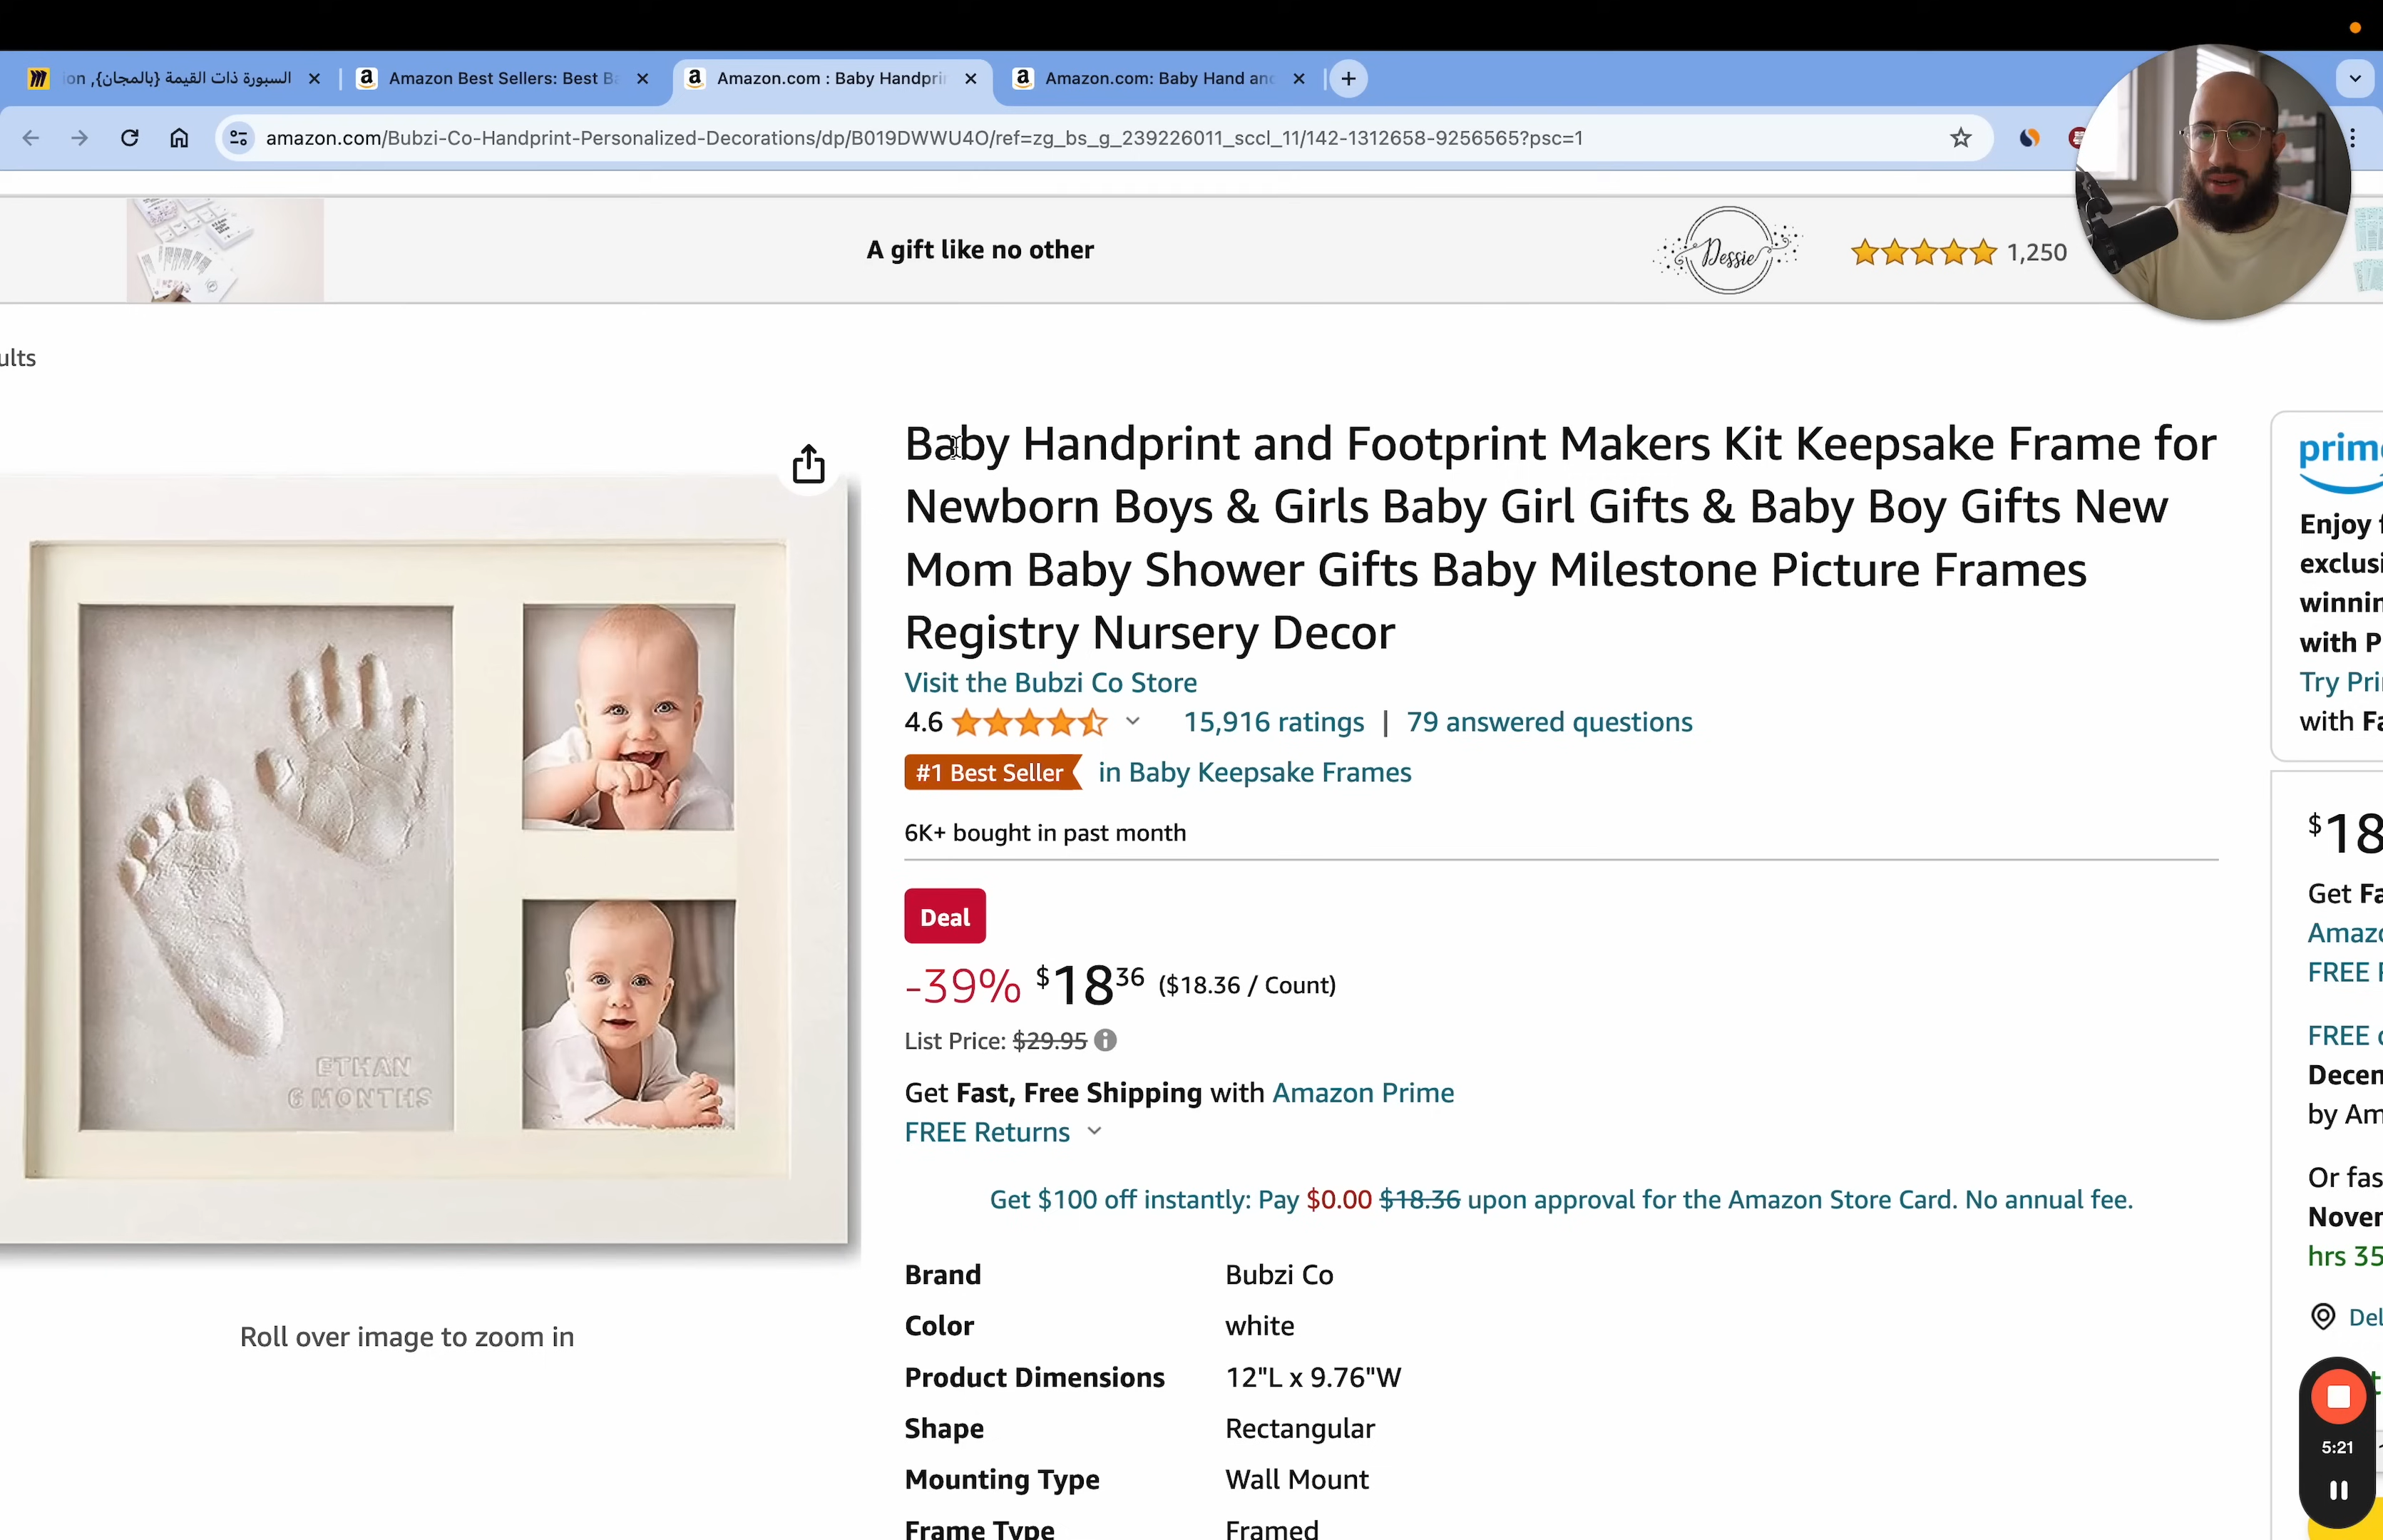 ion ,{السبورة ذات القيمة {بالمجان
Amazon Best Sellers: Best Ba
Amazon.com : Baby Handprin
Amazon.com: Baby Hand and
amazon.com/Bubzi-Co-Handprint-Personalized-Decorations/dp/B019DWWU4O/ref=zg_bs_g_239226011_sccl_11/142-1312658-9256565?psc=1
A gift like no other
Dessie
1,250
ults
Baby Handprint and Footprint Makers Kit Keepsake Frame for
Newborn Boys & Girls Baby Girl Gifts & Baby Boy Gifts New
Mom Baby Shower Gifts Baby Milestone Picture Frames
Registry Nursery Decor
Visit the Bubzi Co Store
4.6 15,916 ratings | 79 answered questions
#1 Best Seller in Baby Keepsake Frames
6K+ bought in past month
Deal
-39% $18.36 ($18.36 / Count)
List Price: $29.95
Get Fast, Free Shipping with Amazon Prime
FREE Returns
Get $100 off instantly: Pay $0.00 $18.36 upon approval for the Amazon Store Card. No annual fee.
Brand Bubzi Co
Color white
Product Dimensions 12"L x 9.76"W
Shape Rectangular
Mounting Type Wall Mount
Frame Type Framed
ETHAN
6 MONTHS
Roll over image to zoom in
prime
Enjoy f
exclusi
winnin
with P
Try Pri
with Fa
$18
Get Fa
Amazo
FREE R
FREE d
Decem
by Am
Or fas
Novem
hrs 35
Del
5:21